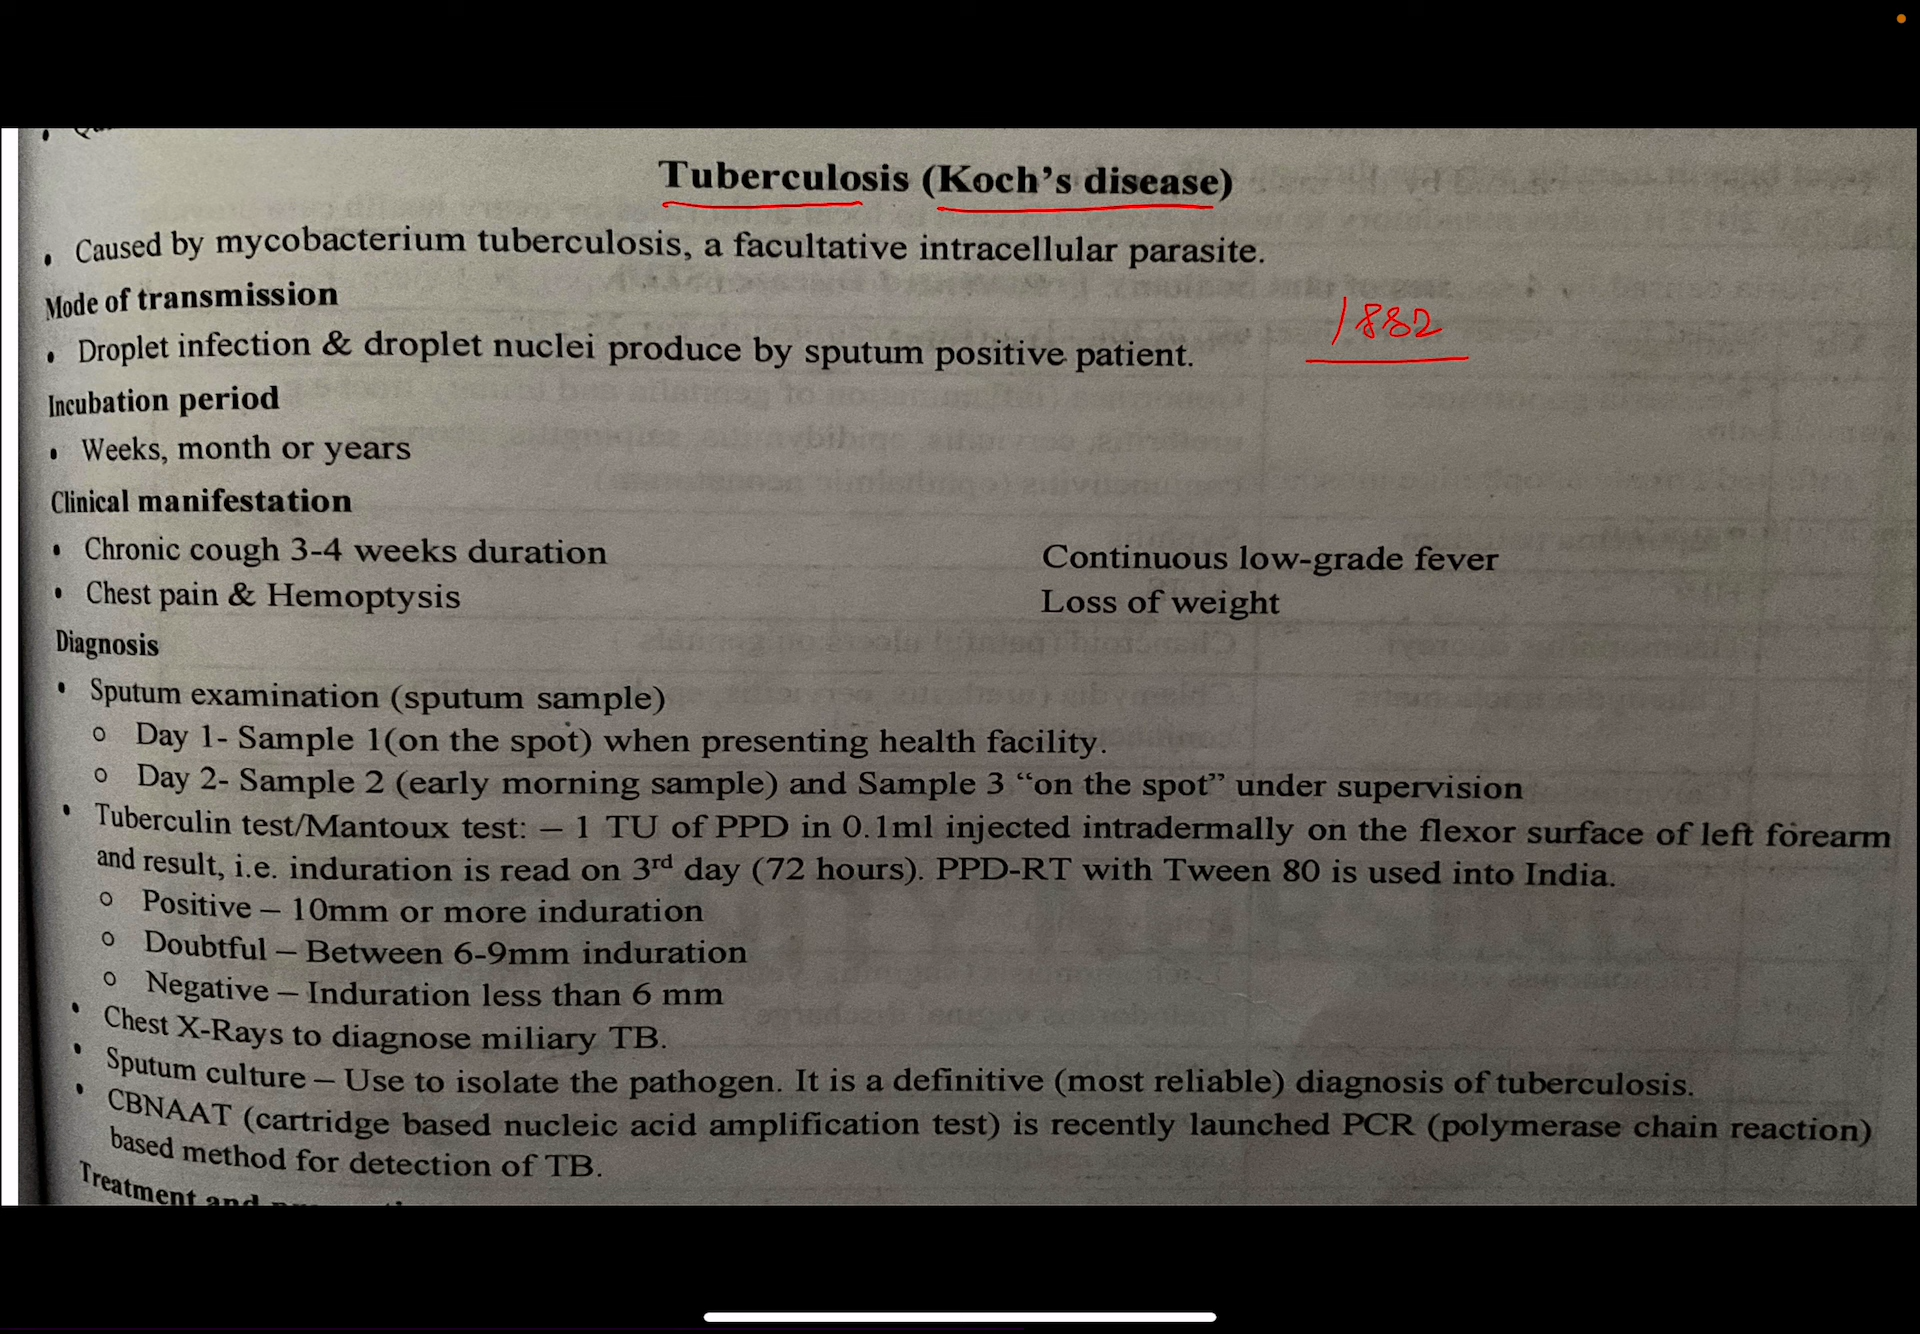 Tuberculosis (Koch's disease)
• Caused by mycobacterium tuberculosis, a facultative intracellular parasite.
Mode of transmission
1882
• Droplet infection & droplet nuclei produce by sputum positive patient.
Incubation period
• Weeks, month or years
Clinical manifestation
• Chronic cough 3-4 weeks duration Continuous low-grade fever
• Chest pain & Hemoptysis Loss of weight
Diagnosis
• Sputum examination (sputum sample)
o Day 1- Sample 1(on the spot) when presenting health facility.
o Day 2- Sample 2 (early morning sample) and Sample 3 “on the spot” under supervision
• Tuberculin test/Mantoux test: – 1 TU of PPD in 0.1ml injected intradermally on the flexor surface of left forearm
and result, i.e. induration is read on 3rd day (72 hours). PPD-RT with Tween 80 is used into India.
o Positive – 10mm or more induration
o Doubtful – Between 6-9mm induration
o Negative – Induration less than 6 mm
• Chest X-Rays to diagnose miliary TB.
• Sputum culture – Use to isolate the pathogen. It is a definitive (most reliable) diagnosis of tuberculosis.
• CBNAAT (cartridge based nucleic acid amplification test) is recently launched PCR (polymerase chain reaction)
based method for detection of TB.
Treatment and